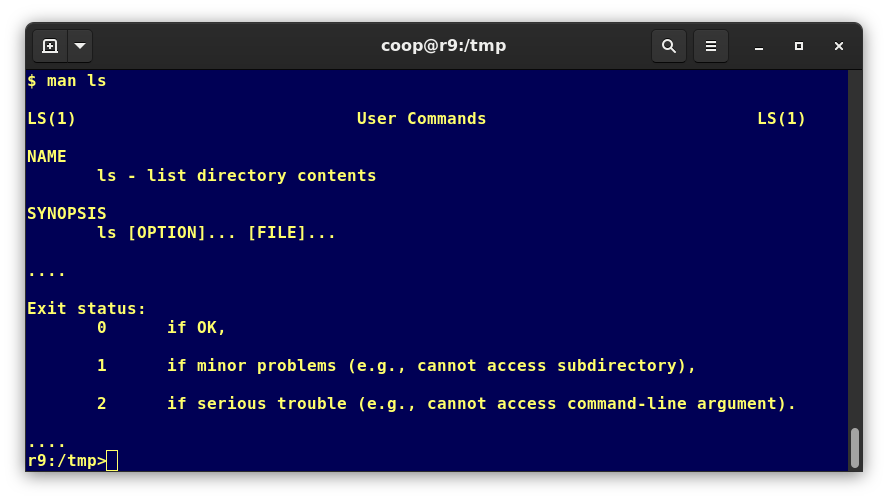 coop@r9:/tmp
$ man ls
LS(1) User Commands LS(1)
NAME
ls - list directory contents
SYNOPSIS
ls [OPTION]... [FILE]...
....
Exit status:
0 if OK,
1 if minor problems (e.g., cannot access subdirectory),
2 if serious trouble (e.g., cannot access command-line argument).
....
r9:/tmp>